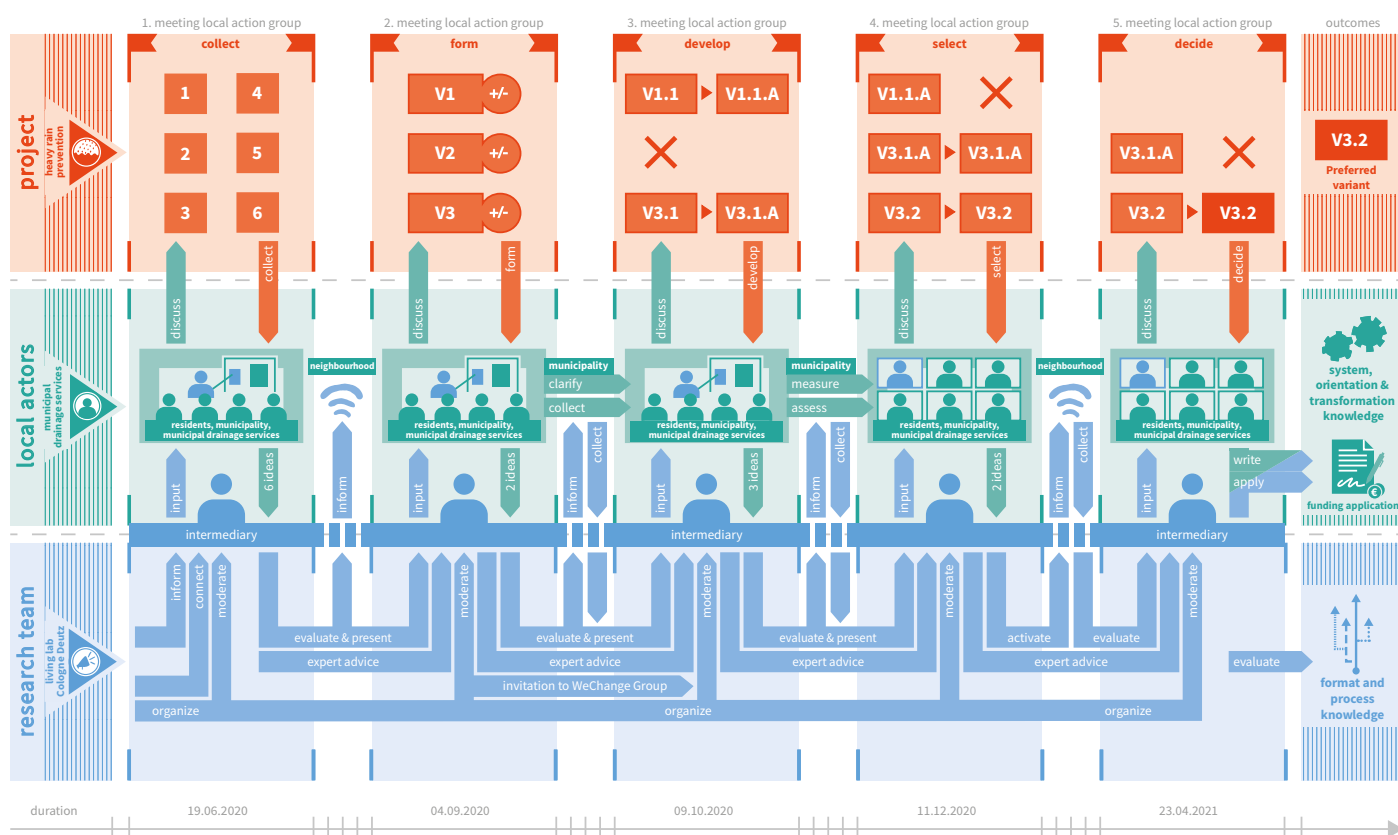 1. meeting local action group
2. meeting local action group
3. meeting local action group
4. meeting local action group
5. meeting local action group
outcomes
collect
form
develop
select
decide
project
heavy rain
prevention
1
4
2
5
3
6
V1
+/-
V2
+/-
V3
+/-
V1.1
V1.1.A
V3.1
V3.1.A
V1.1.A
V3.1.A
V3.1.A
V3.2
V3.2
V3.1.A
V3.2
V3.2
V3.2
Preferred
variant
discuss
collect
discuss
form
discuss
develop
discuss
select
discuss
decide
local actors
municipal
drainage services
residents, municipality,
municipal drainage services
neighbourhood
residents, municipality,
municipal drainage services
municipality
clarify
collect
residents, municipality,
municipal drainage services
municipality
measure
assess
residents, municipality,
municipal drainage services
neighbourhood
residents, municipality,
municipal drainage services
system,
orientation &
transformation
knowledge
input
6 ideas
inform
input
2 ideas
inform
collect
input
3 ideas
inform
collect
input
2 ideas
inform
collect
input
write
apply
€
funding application
intermediary
intermediary
intermediary
intermediary
intermediary
research team
living lab
Cologne Deutz
inform
connect
moderate
moderate
moderate
moderate
moderate
evaluate & present
evaluate & present
evaluate & present
activate
evaluate
expert advice
expert advice
expert advice
expert advice
evaluate
invitation to WeChange Group
organize
organize
organize
format and
process
knowledge
duration
19.06.2020
04.09.2020
09.10.2020
11.12.2020
23.04.2021